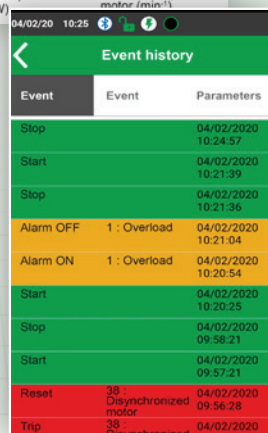 motor (min⁻¹)
04/02/20 10:25
Event history
Event Event Parameters
Stop 04/02/2020
10:24:57
Start 04/02/2020
10:21:39
Stop 04/02/2020
10:21:36
Alarm OFF 1 : Overload 04/02/2020
10:21:04
Alarm ON 1 : Overload 04/02/2020
10:20:54
Start 04/02/2020
10:20:25
Stop 04/02/2020
09:58:21
Start 04/02/2020
09:57:21
Reset 38 : Disynchronized motor 04/02/2020
09:56:28
Trip 38 : 04/02/2020